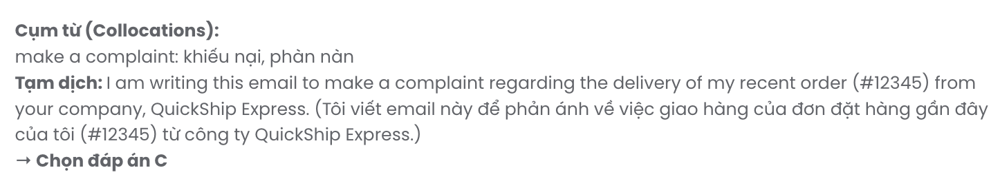 Cụm từ (Collocations):
make a complaint: khiếu nại, phàn nàn
Tạm dịch: I am writing this email to make a complaint regarding the delivery of my recent order (#12345) from
your company, QuickShip Express. (Tôi viết email này để phản ánh về việc giao hàng của đơn đặt hàng gần đây
của tôi (#12345) từ công ty QuickShip Express.)
→ Chọn đáp án C